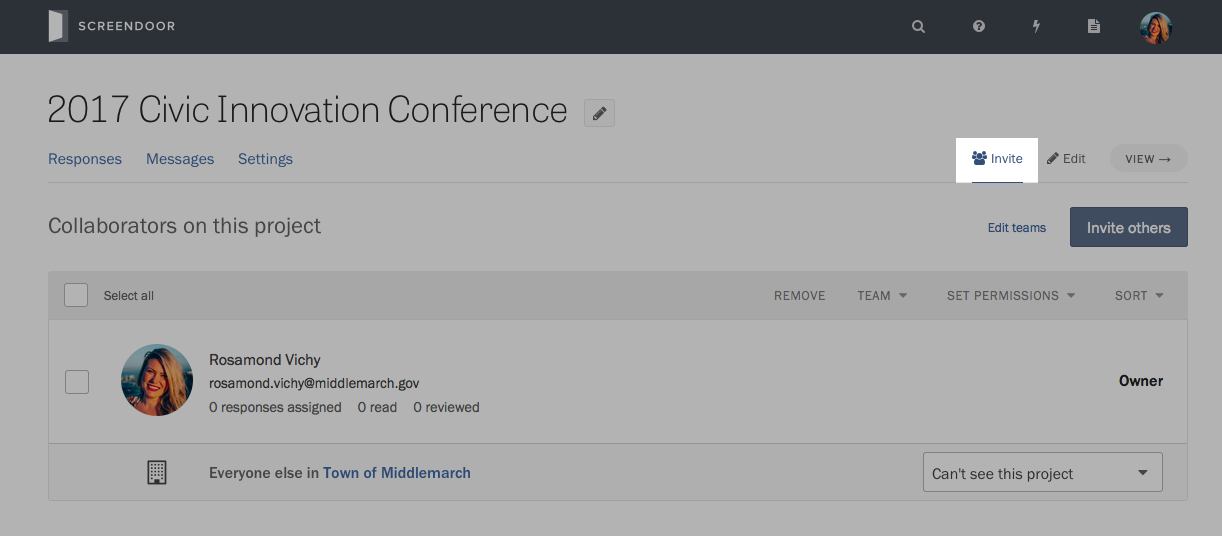 SCREENDOOR
2017 Civic Innovation Conference
Responses Messages Settings Invite Edit VIEW →
Collaborators on this project Edit teams Invite others
Select all REMOVE TEAM SET PERMISSIONS SORT
Rosamond Vichy
rosamond.vichy@middlemarch.gov
Owner
0 responses assigned 0 read 0 reviewed
Everyone else in Town of Middlemarch Can't see this project